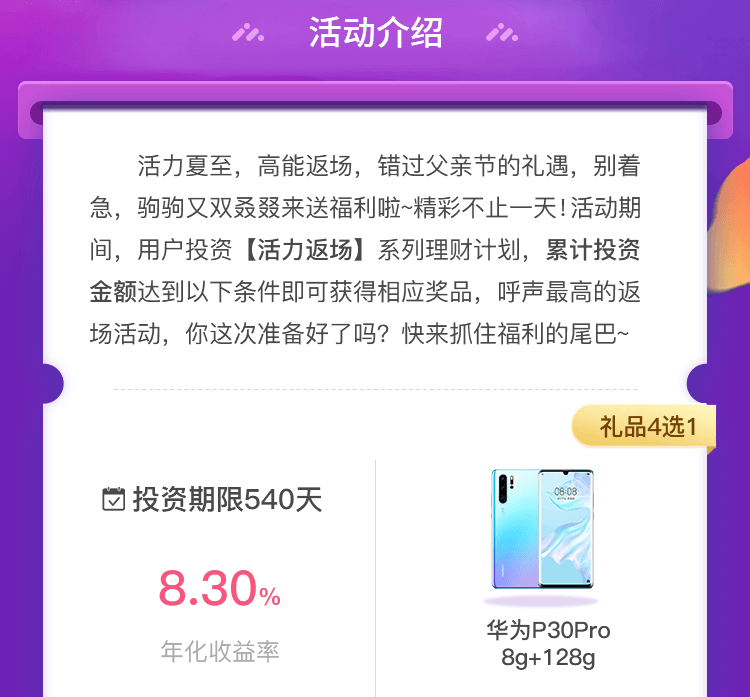 活动介绍
活力夏至，高能返场，错过父亲节的礼遇，别着
急，驹驹又双叒叕来送福利啦~精彩不止一天！活动期
间，用户投资【活力返场】系列理财计划，累计投资
金额达到以下条件即可获得相应奖品，呼声最高的返
场活动，你这次准备好了吗？快来抓住福利的尾巴~
礼品4选1
投资期限540天
8.30%
年化收益率
08:08
华为P30Pro
8g+128g